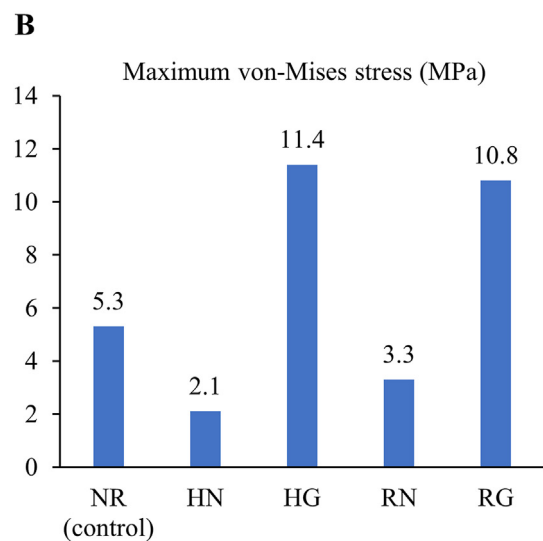 B
Maximum von-Mises stress (MPa)
14
12
10
8
6
4
2
0
5.3
2.1
11.4
3.3
10.8
NR
(control)
HN
HG
RN
RG